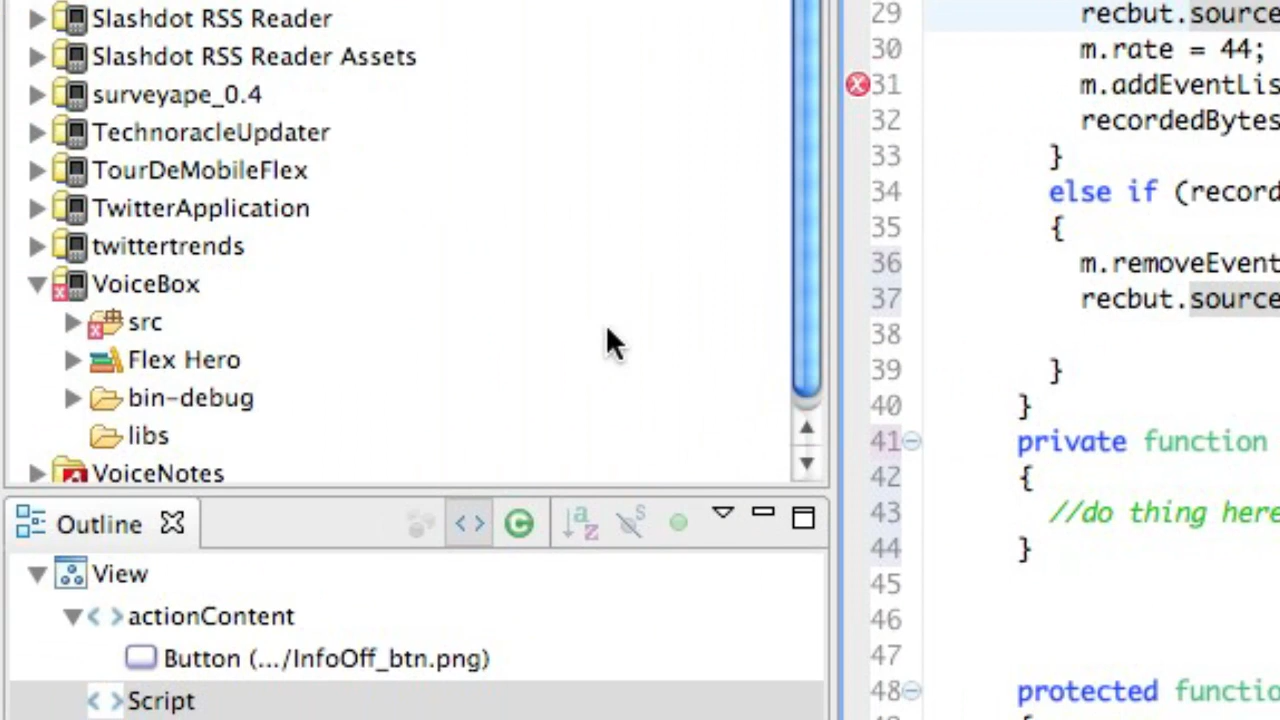 Slashdot RSS Reader
Slashdot RSS Reader Assets
surveyape_0.4
TechnoracleUpdater
TourDeMobileFlex
TwitterApplication
twittertrends
VoiceBox
src
Flex Hero
bin-debug
libs
VoiceNotes
Outline
View
actionContent
Button (.../InfoOff_btn.png)
Script
29 recbut.source
30 m.rate = 44;
31 m.addEventLis
32 recordedBytes
33 }
34 else if (record
35 {
36 m.removeEvent
37 recbut.source
38
39 }
40 }
41 private function
42 {
43 //do thing here
44 }
45
46
47
48 protected functio